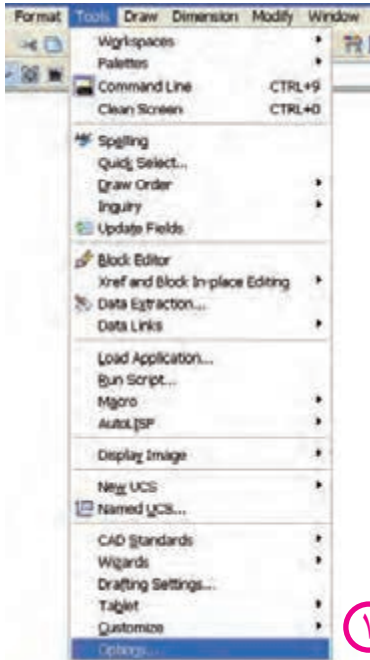 Format Tools Draw Dimension Modify Window
Workspaces
Palettes
Command Line CTRL+9
Clean Screen CTRL+0
Spelling
Quick Select...
Draw Order
Inquiry
Update Fields
Block Editor
Xref and Block In-place Editing
Data Extraction...
Data Links
Load Application...
Run Script...
Macro
AutoLISP
Display Image
New UCS
Named UCS...
CAD Standards
Wizards
Drafting Settings...
Tablet
Customize
Options...